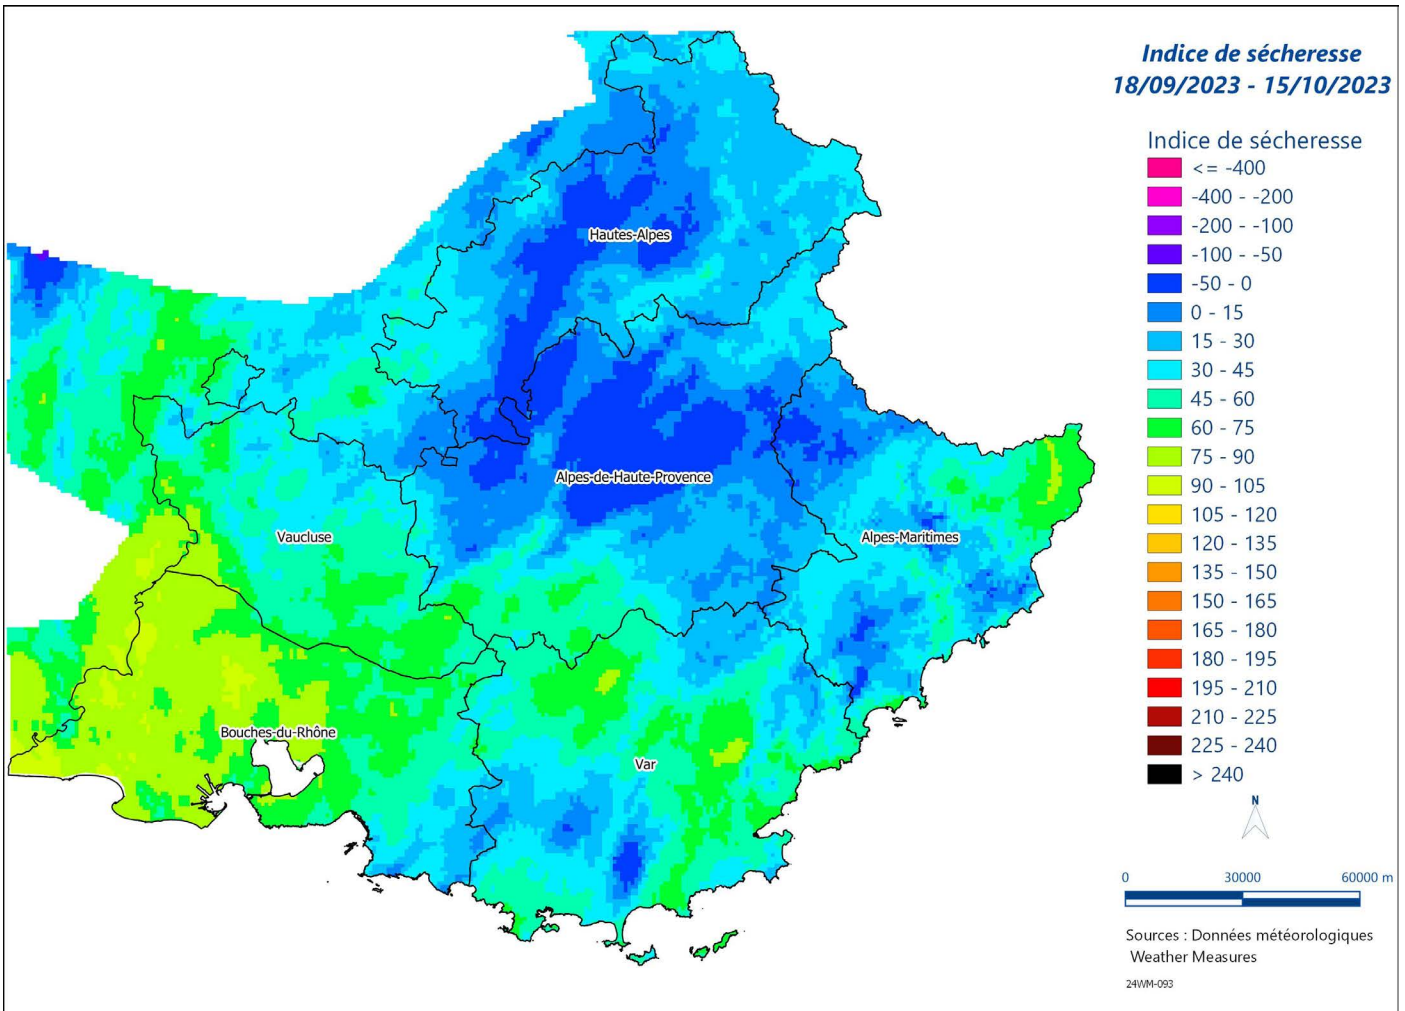 Indice de sécheresse
18/09/2023 - 15/10/2023
Indice de sécheresse
<= -400
-400 - -200
-200 - -100
-100 - -50
-50 - 0
0 - 15
15 - 30
30 - 45
45 - 60
60 - 75
75 - 90
90 - 105
105 - 120
120 - 135
135 - 150
150 - 165
165 - 180
180 - 195
195 - 210
210 - 225
225 - 240
> 240
Hautes-Alpes
Alpes-de-Haute-Provence
Vaucluse
Alpes-Maritimes
Bouches-du-Rhône
Var
N
0 30000 60000 m
Sources : Données météorologiques
Weather Measures
24WM-093